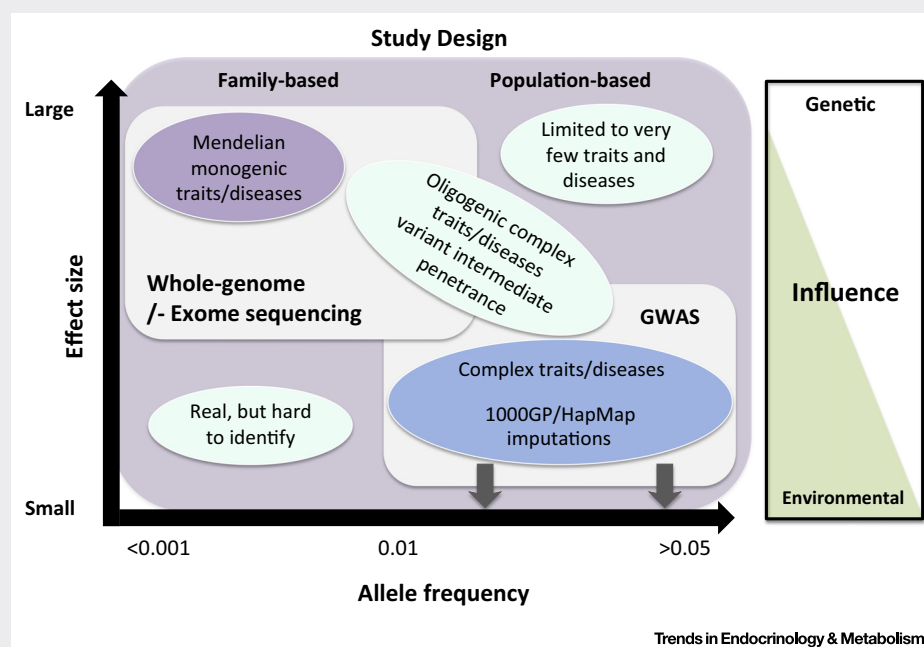 Study Design
Family-based
Population-based
Large
Mendelian
monogenic
traits/diseases
Limited to very
few traits and
diseases
Oligogenic complex
traits/diseases
variant intermediate
penetrance
Whole-genome
/- Exome sequencing
GWAS
Complex traits/diseases
1000GP/HapMap
imputations
Real, but hard
to identify
Effect size
Small
<0.001
0.01
>0.05
Allele frequency
Genetic
Influence
Environmental
Trends in Endocrinology & Metabolism